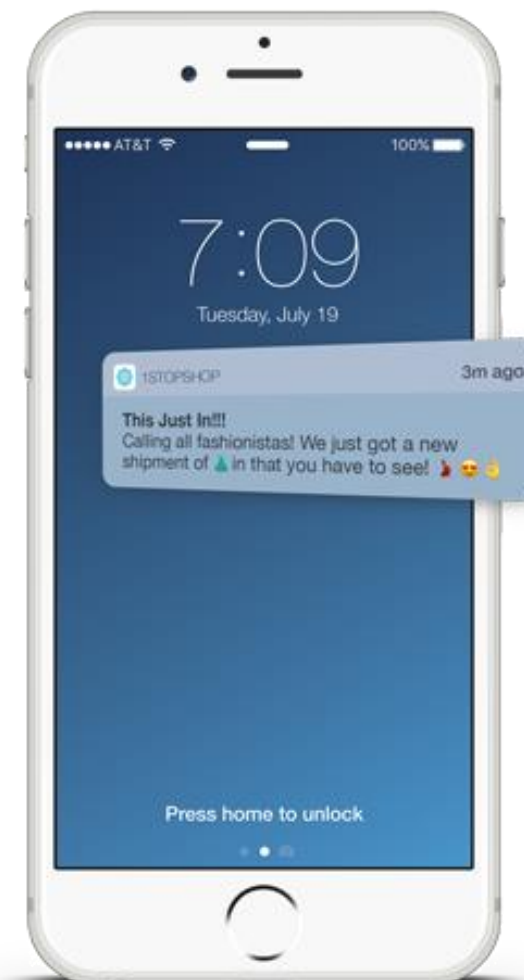 ●●●●● AT&T 100%
7:09
Tuesday, July 19
1STOPSHOP 3m ago
This Just In!!!
Calling all fashionistas! We just got a new
shipment of 👗 in that you have to see! 💃 😍 👌
Press home to unlock